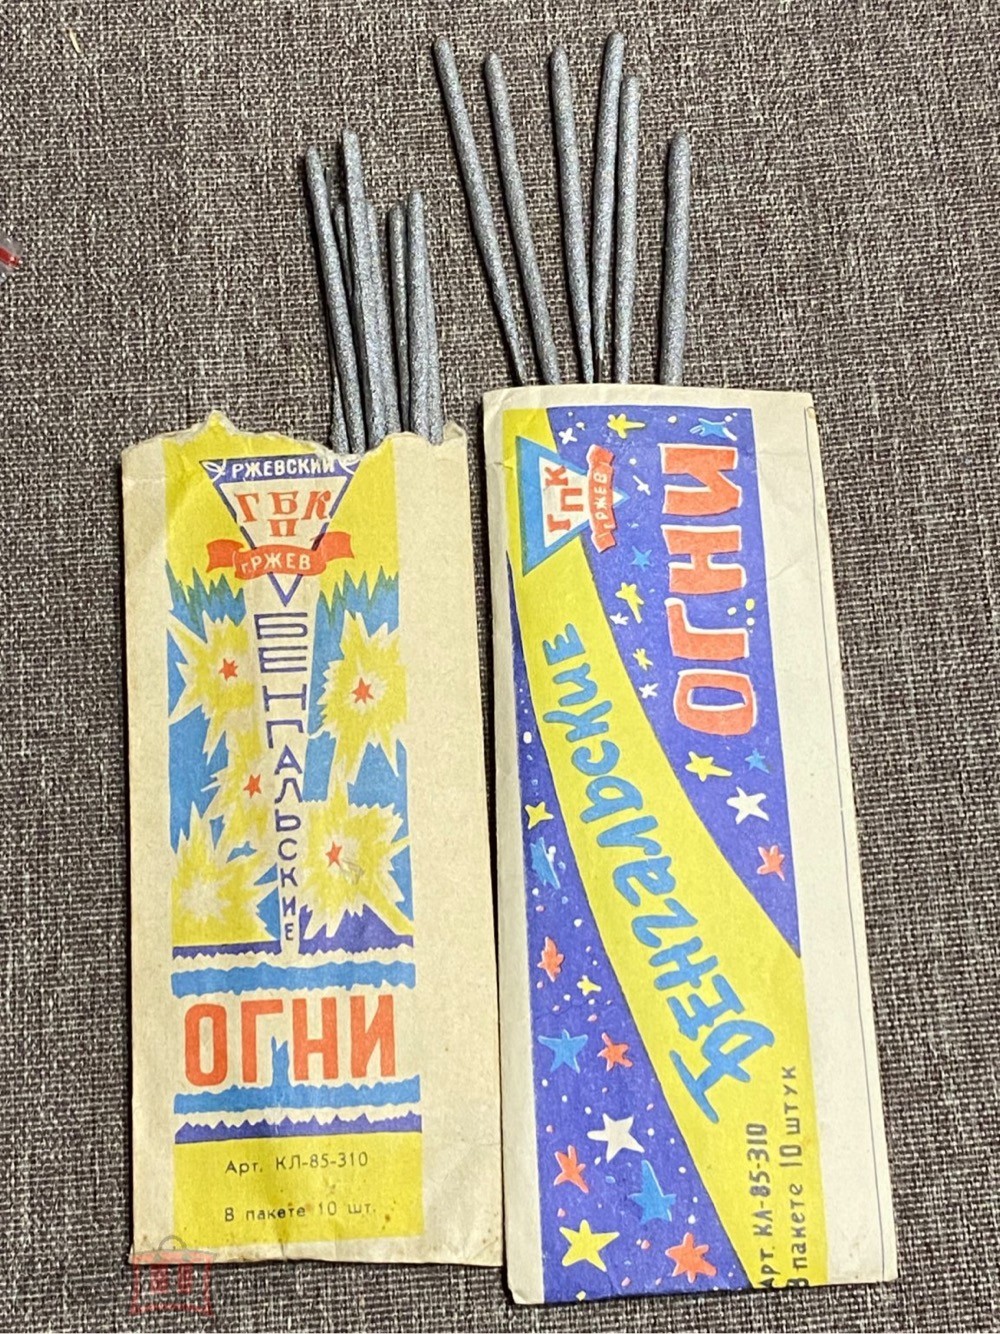 РЖЕВСКИЙ
ГБК
П
г.РЖЕВ
БЕНГАЛЬСКИЕ
ОГНИ
Арт. КЛ-85-310
В пакете 10 шт.
ГПК
г.РЖЕВ
Бенгальские
ОГНИ
АРТ. КЛ-85-310
В пакете 10 штук